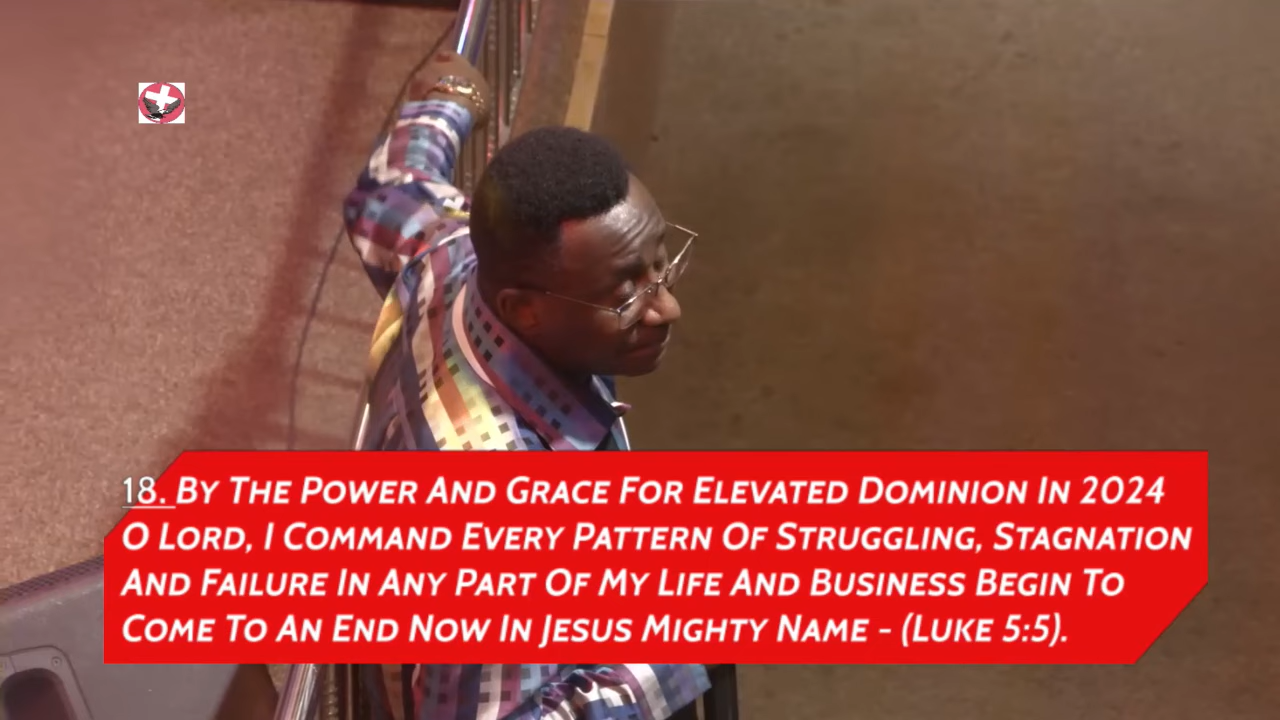 18. By The Power And Grace For Elevated Dominion In 2024
O Lord, I Command Every Pattern Of Struggling, Stagnation
And Failure In Any Part Of My Life And Business Begin To
Come To An End Now In Jesus Mighty Name - (Luke 5:5).